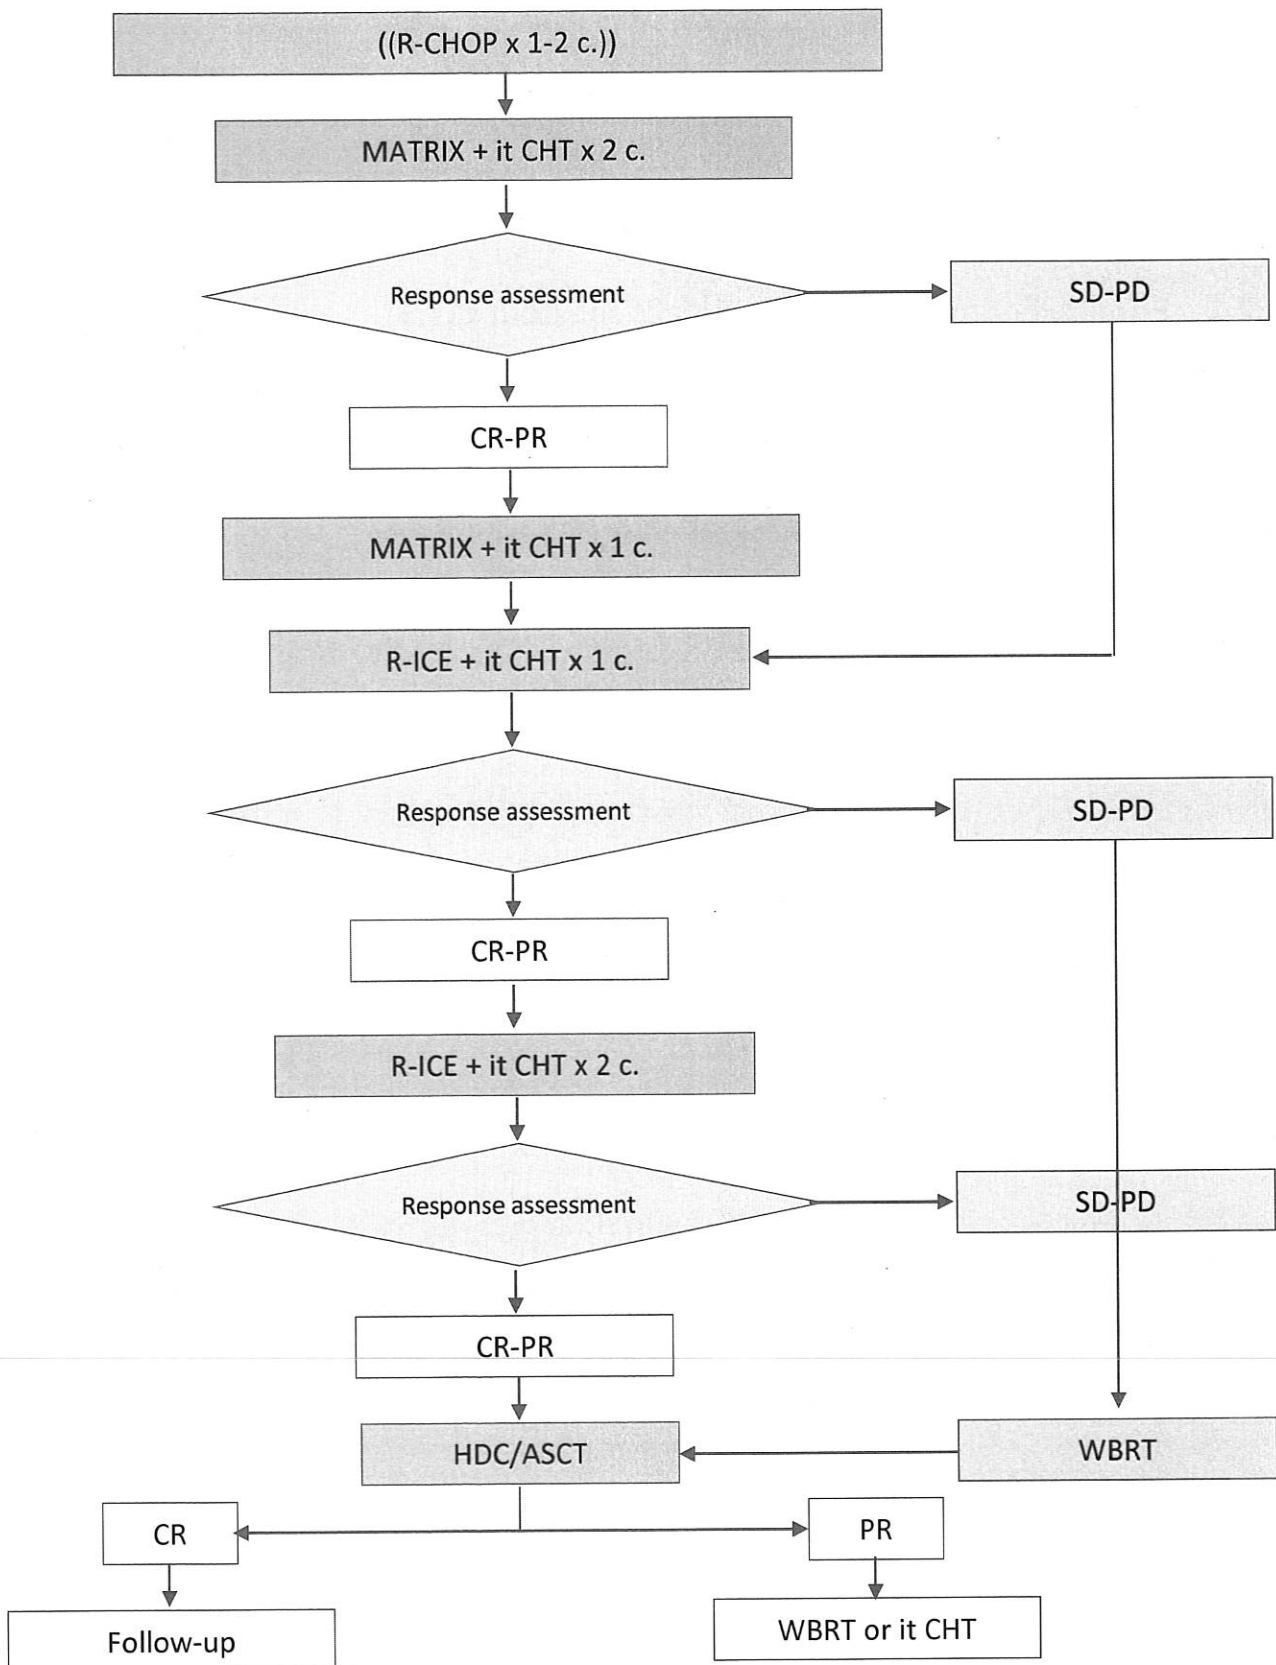 ((R-CHOP x 1-2 c.))
MATRIX + it CHT x 2 c.
Response assessment
SD-PD
CR-PR
MATRIX + it CHT x 1 c.
R-ICE + it CHT x 1 c.
Response assessment
SD-PD
CR-PR
R-ICE + it CHT x 2 c.
Response assessment
SD-PD
CR-PR
HDC/ASCT
WBRT
CR
PR
Follow-up
WBRT or it CHT